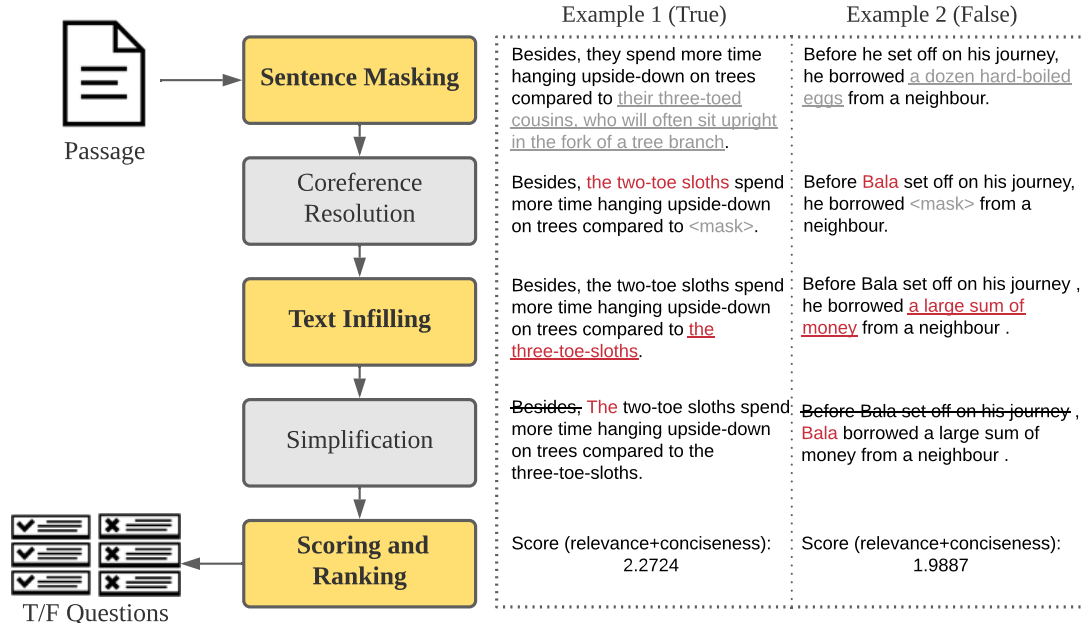 Example 1 (True)
Example 2 (False)
Passage
Sentence Masking
Besides, they spend more time
hanging upside-down on trees
compared to their three-toed
cousins, who will often sit upright
in the fork of a tree branch.
Before he set off on his journey,
he borrowed a dozen hard-boiled
eggs from a neighbour.
Coreference
Resolution
Besides, the two-toe sloths spend
more time hanging upside-down
on trees compared to <mask>.
Before Bala set off on his journey,
he borrowed <mask> from a
neighbour.
Text Infilling
Besides, the two-toe sloths spend
more time hanging upside-down
on trees compared to the
three-toe-sloths.
Before Bala set off on his journey ,
he borrowed a large sum of
money from a neighbour .
Simplification
Besides, The two-toe sloths spend
more time hanging upside-down
on trees compared to the
three-toe-sloths.
Before Bala set off on his journey ,
Bala borrowed a large sum of
money from a neighbour .
Scoring and
Ranking
Score (relevance+conciseness):
2.2724
Score (relevance+conciseness):
1.9887
T/F Questions